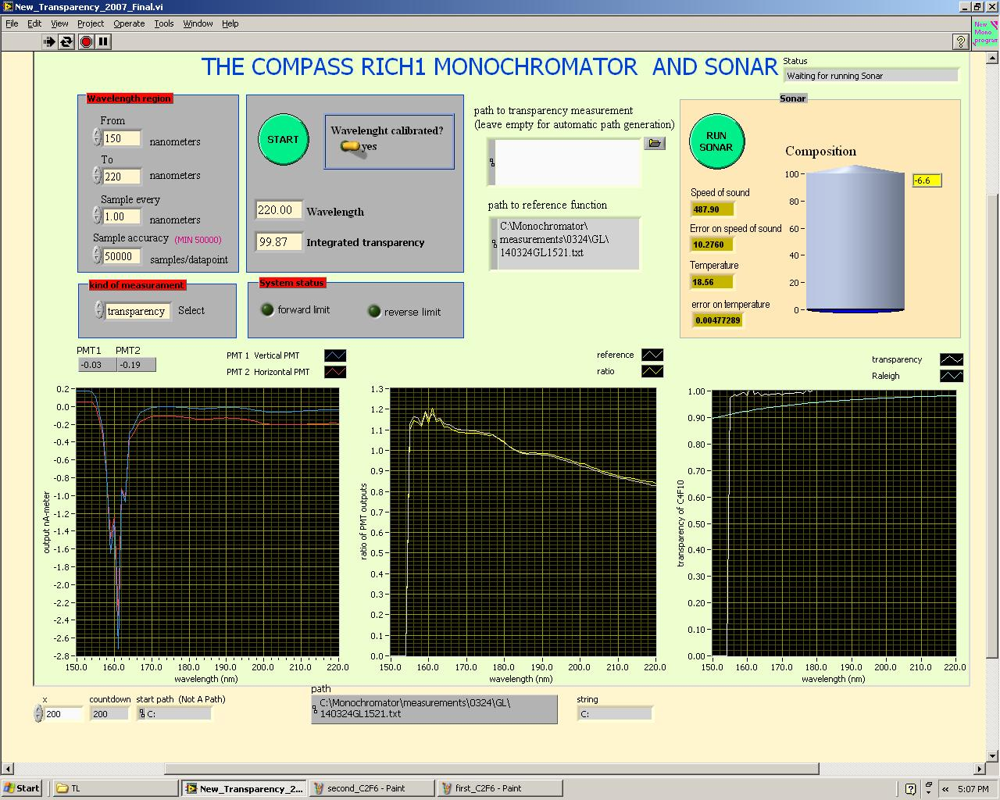 New_Transparency_2007_Final.vi
File Edit View Project Operate Tools Window Help
New
Mono
program
THE COMPASS RICH1 MONOCHROMATOR AND SONAR
Status
Waiting for running Sonar
Wavelength region
From
150 nanometers
To
220 nanometers
Sample every
1.00 nanometers
Sample accuracy (MIN 50000)
50000 samples/datapoint
START
Wavelenght calibrated?
yes
220.00 Wavelength
99.87 Integrated transparency
path to transparency measurement
(leave empty for automatic path generation)
path to reference function
C:\Monochromator\
measurements\0324\GL\
140324GL1521.txt
Sonar
RUN
SONAR
Composition
-6.6
100
80
60
40
20
0
Speed of sound
487.90
Error on speed of sound
10.2760
Temperature
18.56
error on temperature
0.00477289
kind of measurament
transparency Select
System status
forward limit reverse limit
PMT1 PMT2
-0.03 -0.19
PMT 1 Vertical PMT
PMT 2 Horizontal PMT
0.2
0.0
-0.2
-0.4
-0.6
-0.8
-1.0
-1.2
-1.4
-1.6
-1.8
-2.0
-2.2
-2.4
-2.6
-2.8
output nA-meter
150.0 160.0 170.0 180.0 190.0 200.0 210.0 220.0
wavelength (nm)
reference
ratio
1.3
1.2
1.1
1.0
0.9
0.8
0.7
0.6
0.5
0.4
0.3
0.2
0.1
0.0
ratio of PMT outputs
150.0 160.0 170.0 180.0 190.0 200.0 210.0 220.0
wavelength (nm)
transparency
Raleigh
1.00
0.90
0.80
0.70
0.60
0.50
0.40
0.30
0.20
0.10
0.00
transparency of C4F10
150.0 160.0 170.0 180.0 190.0 200.0 210.0 220.0
wavelength (nm)
x
200
countdown
200
start path (Not A Path)
C:
path
C:\Monochromator\measurements\0324\GL\
140324GL1521.txt
string
C:
Start TL New_Transparency_2... second_C2F6 - Paint first_C2F6 - Paint 5:07 PM